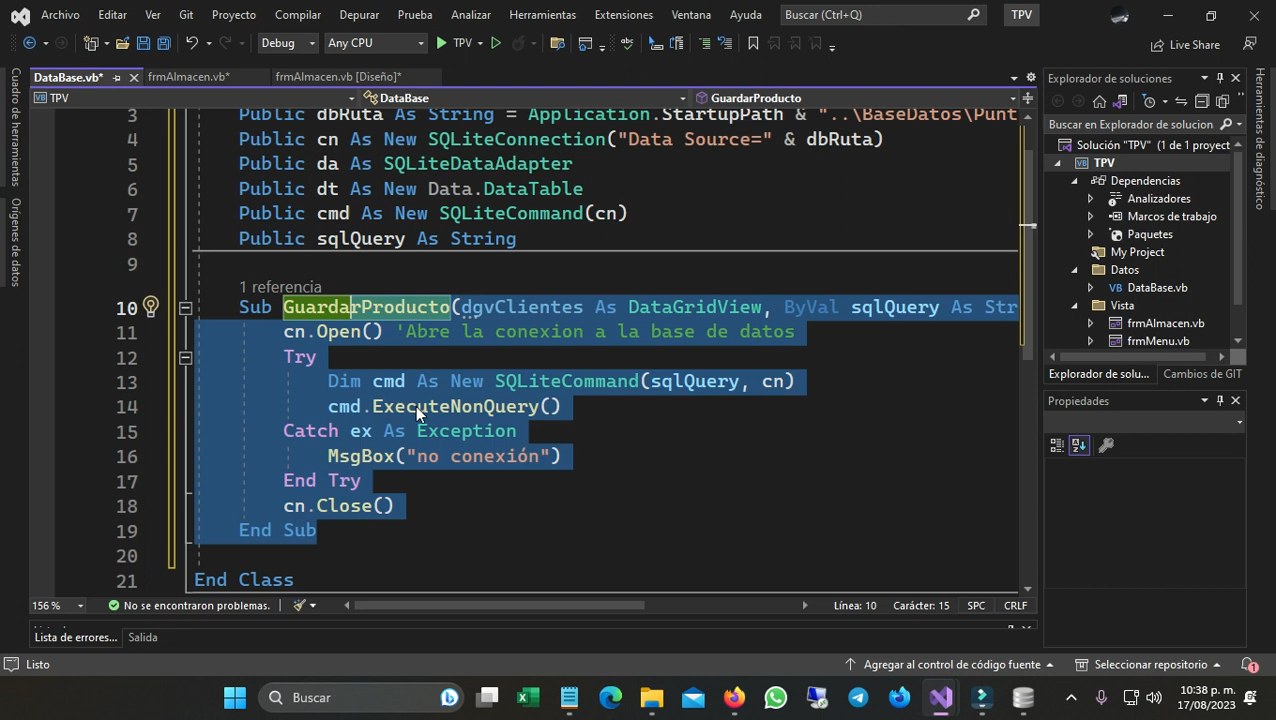 Archivo Editar Ver Git Proyecto Compilar Depurar Prueba Analizar Herramientas Extensiones Ventana Ayuda Buscar (Ctrl+Q) TPV
Debug Any CPU TPV Live Share
DataBase.vb* frmAlmacen.vb* frmAlmacen.vb [Diseño]*
TPV DataBase GuardarProducto
3 Public dbRuta As String = Application.StartupPath & "..\BaseDatos\Punt
4 Public cn As New SQLiteConnection("Data Source=" & dbRuta)
5 Public da As SQLiteDataAdapter
6 Public dt As New Data.DataTable
7 Public cmd As New SQLiteCommand(cn)
8 Public sqlQuery As String
9
1 referencia
10 Sub GuardarProducto(dgvClientes As DataGridView, ByVal sqlQuery As Str
11 cn.Open() 'Abre la conexion a la base de datos
12 Try
13 Dim cmd As New SQLiteCommand(sqlQuery, cn)
14 cmd.ExecuteNonQuery()
15 Catch ex As Exception
16 MsgBox("no conexión")
17 End Try
18 cn.Close()
19 End Sub
20
21 End Class
156 % No se encontraron problemas. Línea: 10 Carácter: 15 SPC CRLF
Lista de errores... Salida
Cuadro de herramientas
Orígenes de datos
Explorador de soluciones
Buscar en Explorador de solucion
Solución "TPV" (1 de 1 proyect
TPV
Dependencias
Analizadores
Marcos de trabajo
Paquetes
My Project
Datos
DataBase.vb
Vista
frmAlmacen.vb
frmMenu.vb
Explorador de solu... Cambios de GIT
Propiedades
Herramientas de diagnóstico
Listo Agregar al control de código fuente Seleccionar repositorio 1
Buscar
10:38 p. m.
17/08/2023